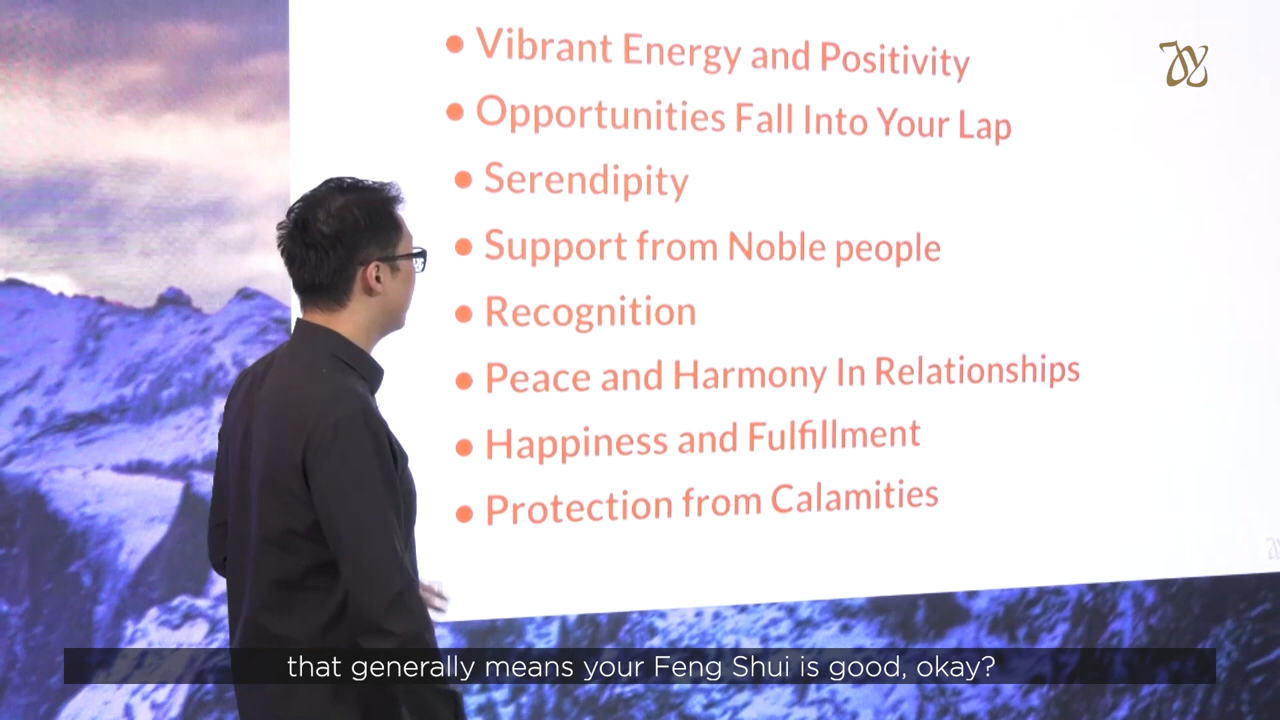 Vibrant Energy and Positivity
Opportunities Fall Into Your Lap
Serendipity
Support from Noble people
Recognition
Peace and Harmony In Relationships
Happiness and Fulfillment
Protection from Calamities
that generally means your Feng Shui is good, okay?